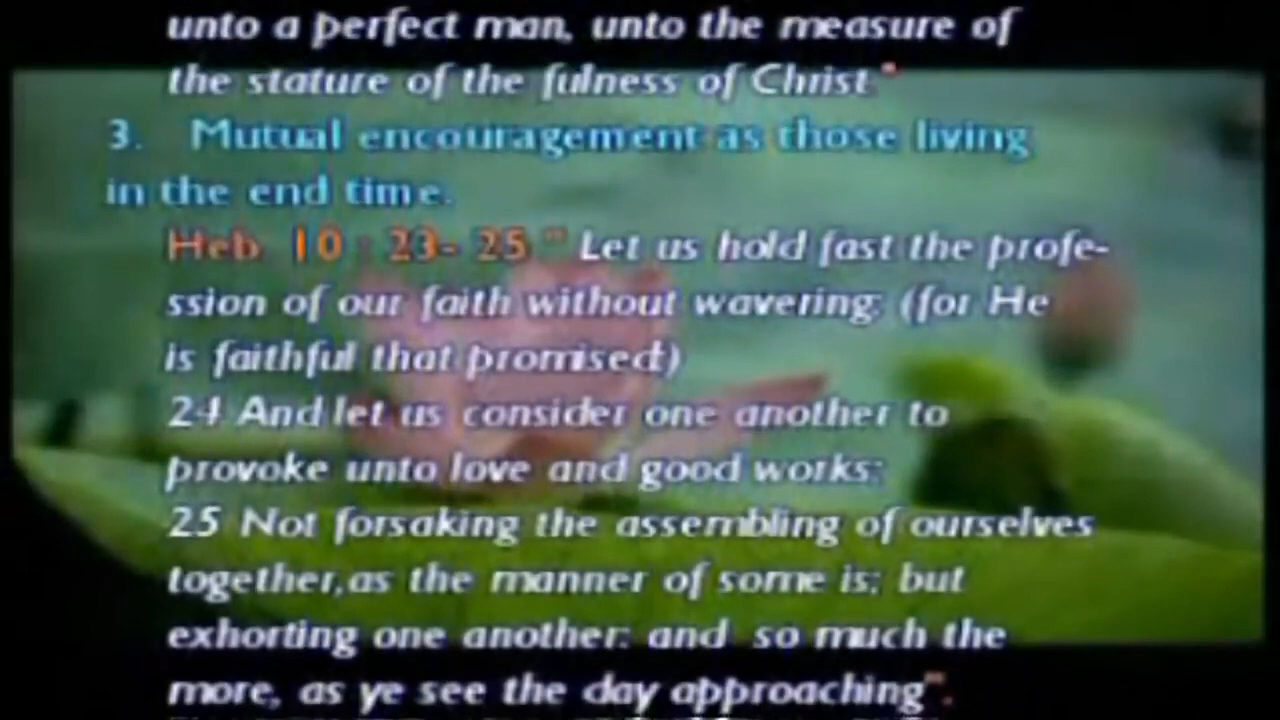 unto a perfect man, unto the measure of
the stature of the fulness of Christ"
3. Mutual encouragement as those living
in the end time.
Heb 10 : 23- 25 " Let us hold fast the profe-
ssion of our faith without wavering; (for He
is faithful that promised)
24 And let us consider one another to
provoke unto love and good works;
25 Not forsaking the assembling of ourselves
together,as the manner of some is; but
exhorting one another: and so much the
more, as ye see the day approaching".